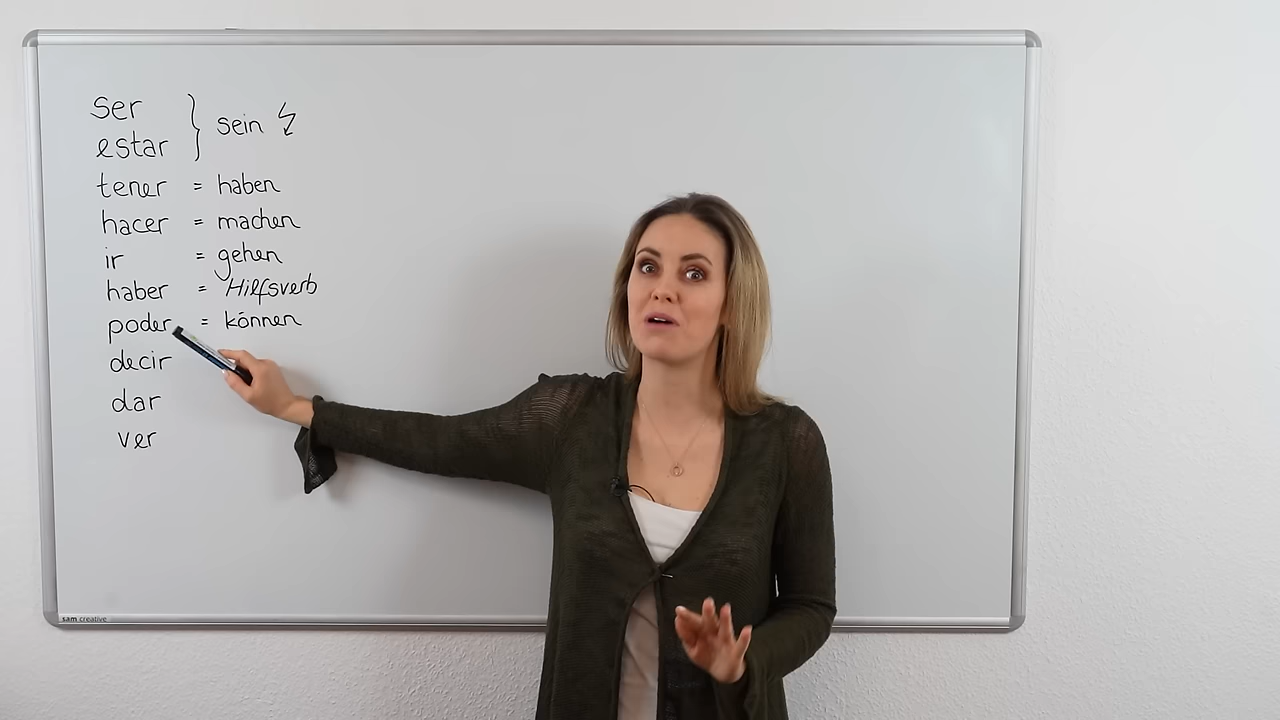 ser } sein
estar
tener = haben
hacer = machen
ir = gehen
haber = Hilfsverb
poder = können
decir
dar
ver
sam creative